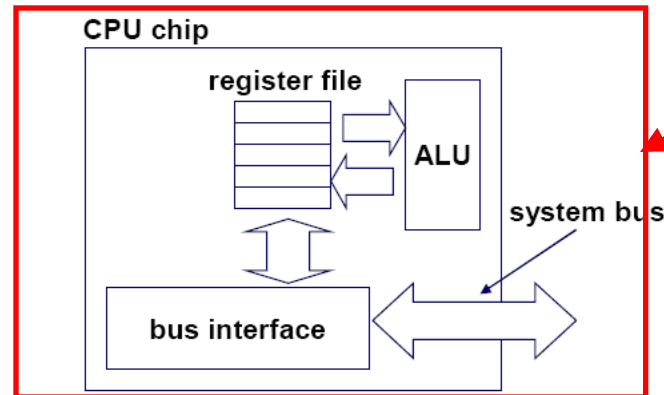 CPU chip
register file
ALU
system bus
bus interface